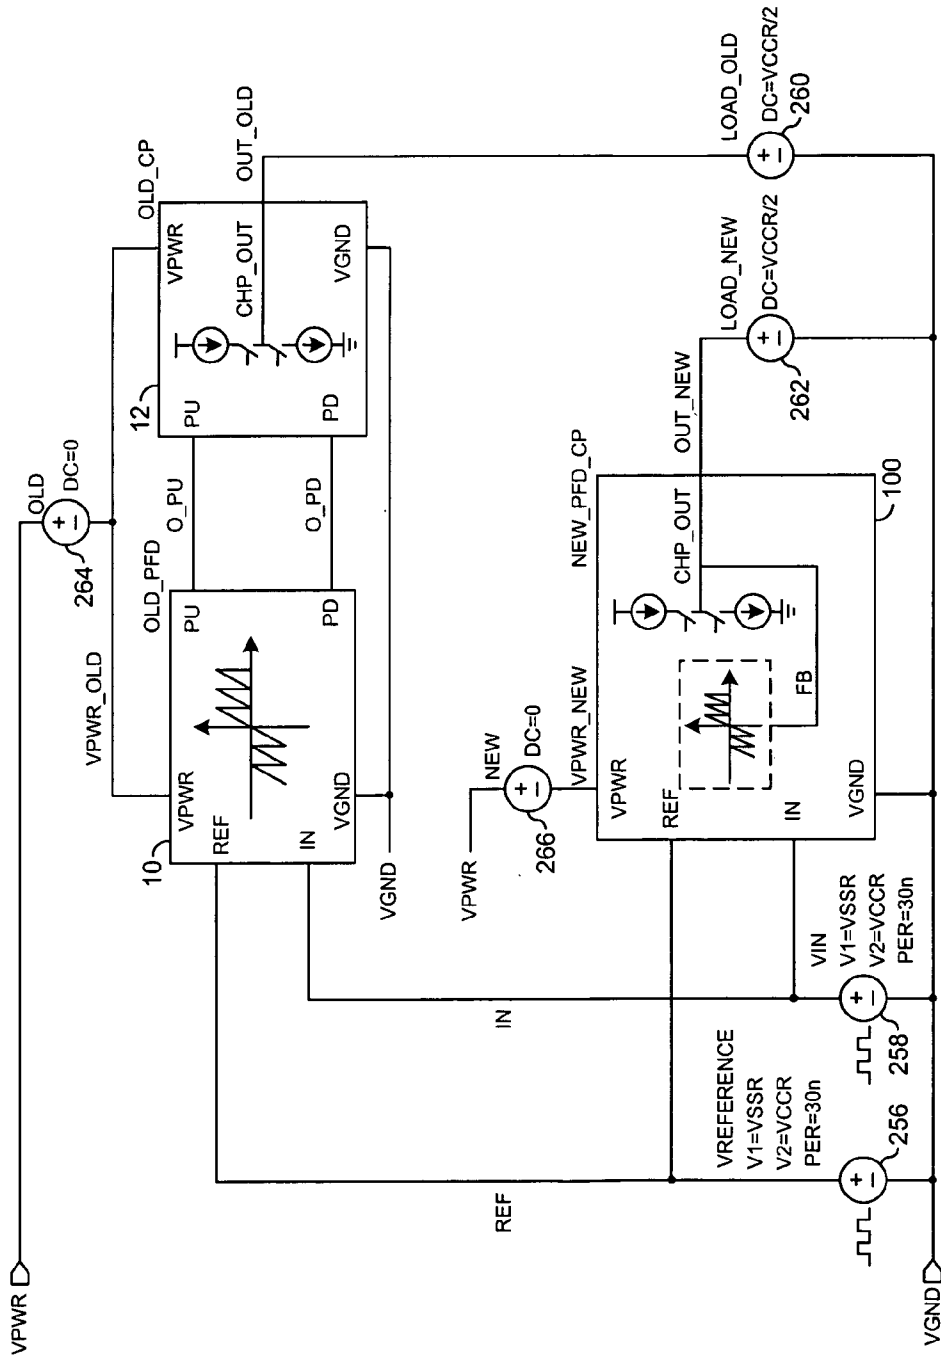 VPWR
OLD
DC=0
264
VPWR_OLD
OLD_PFD
10
VPWR
REF
IN
VGND
PU
PD
O_PU
O_PD
OLD_CP
12
VPWR
PU
PD
CHP_OUT
VGND
OUT_OLD
VGND
VPWR
NEW
DC=0
266
VPWR_NEW
NEW_PFD_CP
VPWR
REF
IN
VGND
FB
CHP_OUT
100
OUT_NEW
LOAD_NEW
DC=VCCR/2
262
LOAD_OLD
DC=VCCR/2
260
REF
IN
VREFERENCE
V1=VSSR
V2=VCCR
PER=30n
256
VIN
V1=VSSR
V2=VCCR
PER=30n
258
VGND